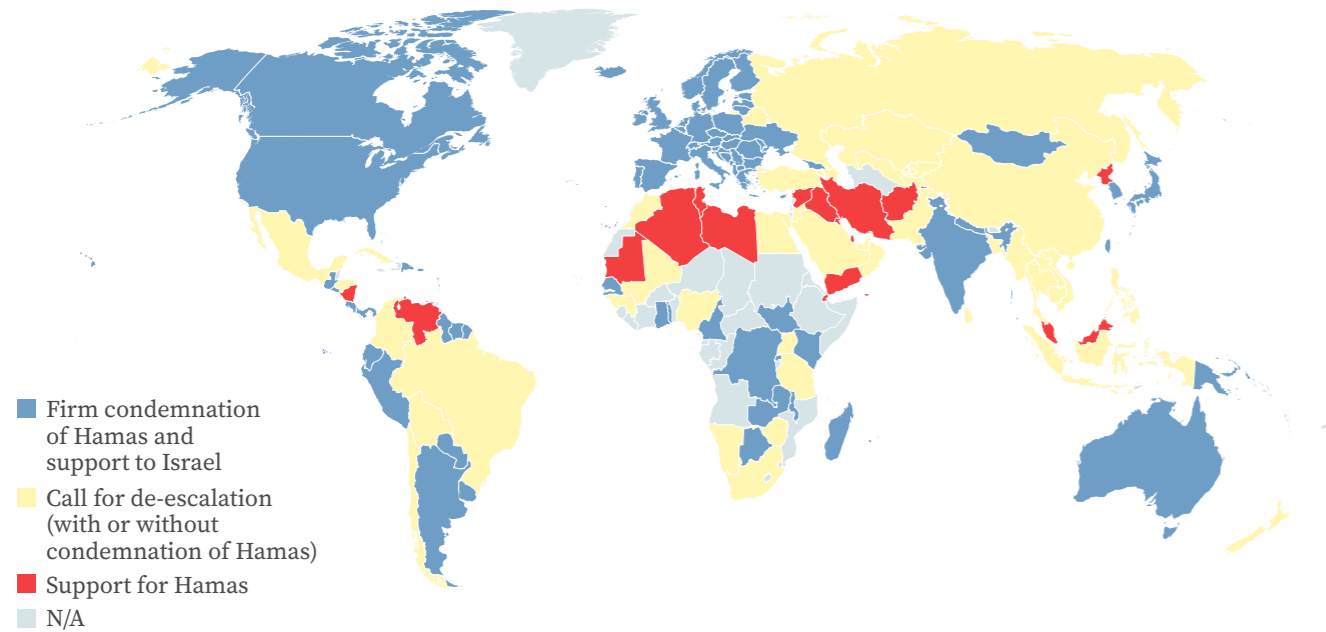 Firm condemnation
of Hamas and
support to Israel
Call for de-escalation
(with or without
condemnation of Hamas)
Support for Hamas
N/A